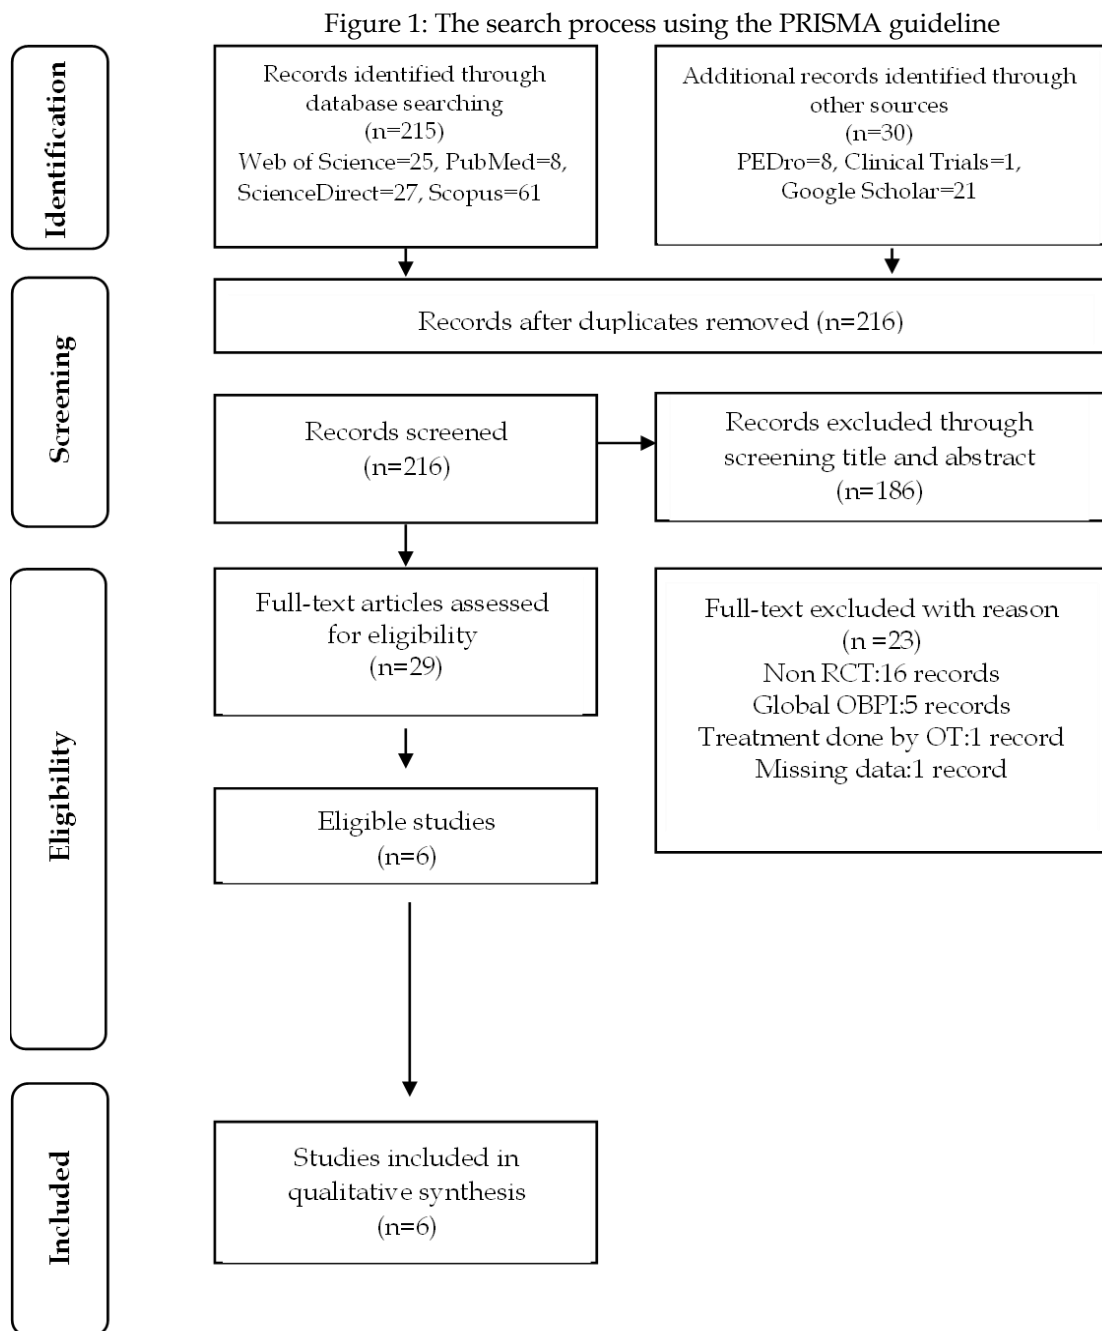 Figure 1: The search process using the PRISMA guideline
Identification
Records identified through
database searching
(n=215)
Web of Science=25, PubMed=8,
ScienceDirect=27, Scopus=61
Additional records identified through
other sources
(n=30)
PEDro=8, Clinical Trials=1,
Google Scholar=21
Screening
Records after duplicates removed (n=216)
Records screened
(n=216)
Records excluded through
screening title and abstract
(n=186)
Eligibility
Full-text articles assessed
for eligibility
(n=29)
Full-text excluded with reason
(n =23)
Non RCT:16 records
Global OBPI:5 records
Treatment done by OT:1 record
Missing data:1 record
Eligible studies
(n=6)
Included
Studies included in
qualitative synthesis
(n=6)